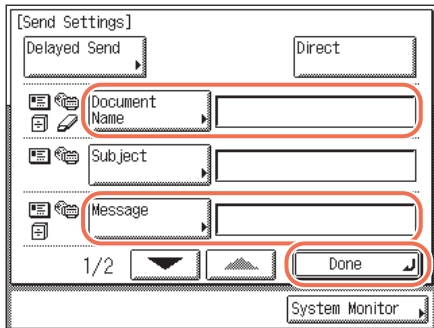 [Send Settings]
Delayed Send
Direct
Document
Name
Subject
Message
1/2
Done
System Monitor